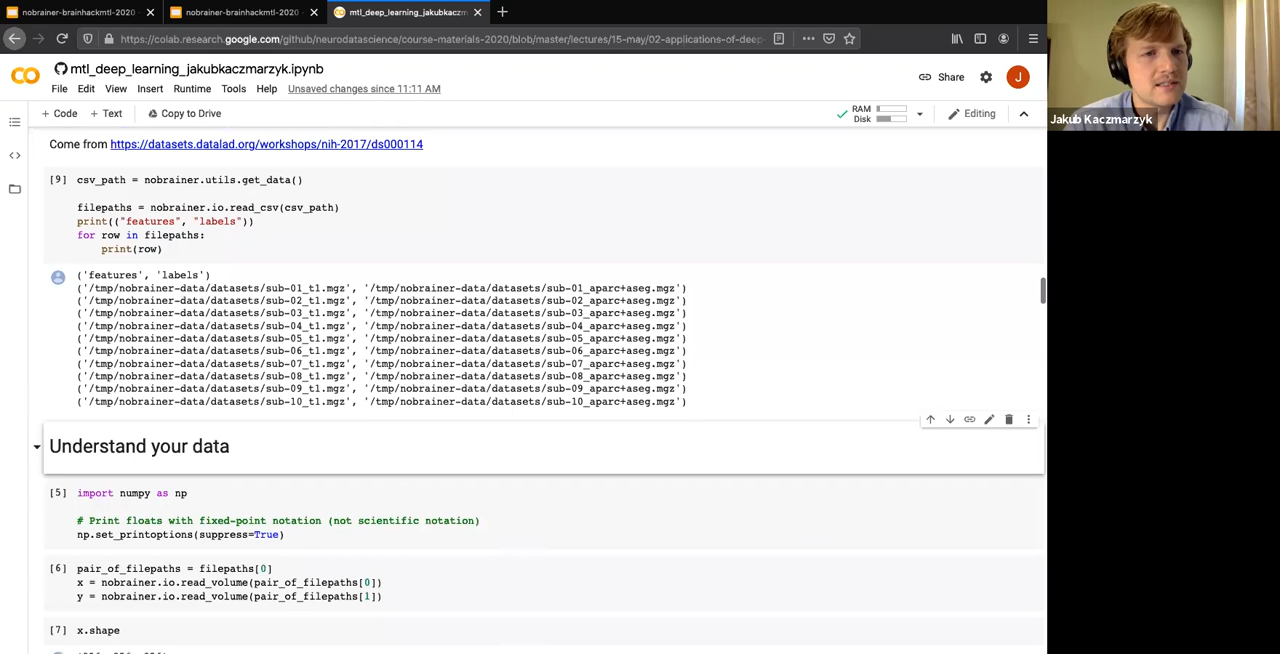 nobrainer-brainhackmtl-2020
nobrainer-brainhackmtl-2020
mtl_deep_learning_jakubkaczm
https://colab.research.google.com/github/neurodatascience/course-materials-2020/blob/master/lectures/15-may/02-applications-of-deep-
mtl_deep_learning_jakubkaczmarzyk.ipynb
Share
J
File Edit View Insert Runtime Tools Help Unsaved changes since 11:11 AM
+ Code + Text Copy to Drive
RAM
Disk
Editing
Jakub Kaczmarzyk
Come from https://datasets.datalad.org/workshops/nih-2017/ds000114
[9] csv_path = nobrainer.utils.get_data()
filepaths = nobrainer.io.read_csv(csv_path)
print(("features", "labels"))
for row in filepaths:
print(row)
('features', 'labels')
('/tmp/nobrainer-data/datasets/sub-01_t1.mgz', '/tmp/nobrainer-data/datasets/sub-01_aparc+aseg.mgz')
('/tmp/nobrainer-data/datasets/sub-02_t1.mgz', '/tmp/nobrainer-data/datasets/sub-02_aparc+aseg.mgz')
('/tmp/nobrainer-data/datasets/sub-03_t1.mgz', '/tmp/nobrainer-data/datasets/sub-03_aparc+aseg.mgz')
('/tmp/nobrainer-data/datasets/sub-04_t1.mgz', '/tmp/nobrainer-data/datasets/sub-04_aparc+aseg.mgz')
('/tmp/nobrainer-data/datasets/sub-05_t1.mgz', '/tmp/nobrainer-data/datasets/sub-05_aparc+aseg.mgz')
('/tmp/nobrainer-data/datasets/sub-06_t1.mgz', '/tmp/nobrainer-data/datasets/sub-06_aparc+aseg.mgz')
('/tmp/nobrainer-data/datasets/sub-07_t1.mgz', '/tmp/nobrainer-data/datasets/sub-07_aparc+aseg.mgz')
('/tmp/nobrainer-data/datasets/sub-08_t1.mgz', '/tmp/nobrainer-data/datasets/sub-08_aparc+aseg.mgz')
('/tmp/nobrainer-data/datasets/sub-09_t1.mgz', '/tmp/nobrainer-data/datasets/sub-09_aparc+aseg.mgz')
('/tmp/nobrainer-data/datasets/sub-10_t1.mgz', '/tmp/nobrainer-data/datasets/sub-10_aparc+aseg.mgz')
Understand your data
[5] import numpy as np
# Print floats with fixed-point notation (not scientific notation)
np.set_printoptions(suppress=True)
[6] pair_of_filepaths = filepaths[0]
x = nobrainer.io.read_volume(pair_of_filepaths[0])
y = nobrainer.io.read_volume(pair_of_filepaths[1])
[7] x.shape